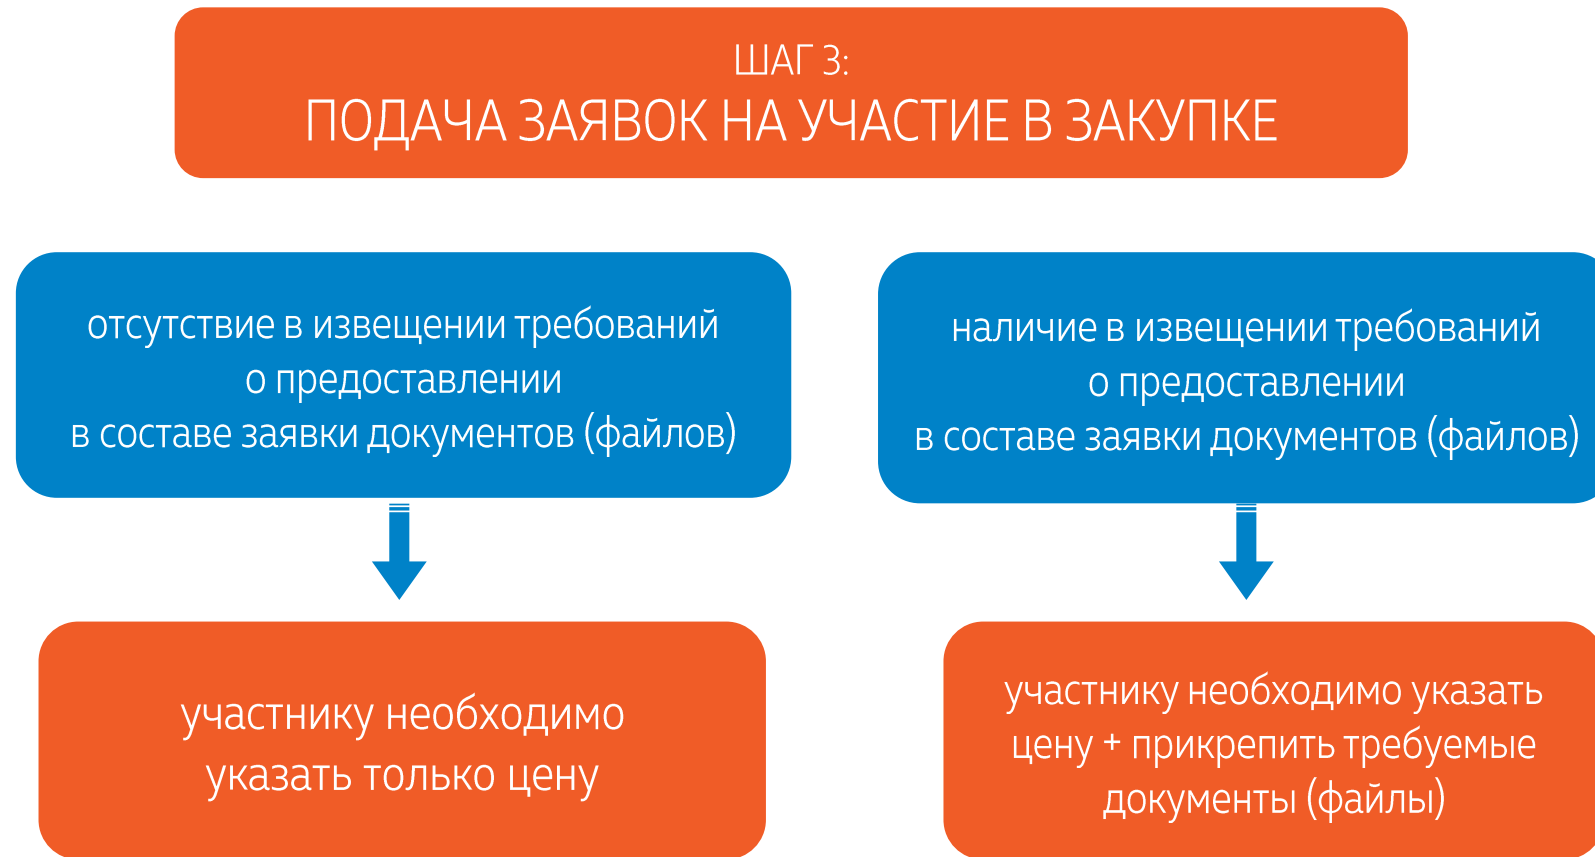 ШАГ 3:
ПОДАЧА ЗАЯВОК НА УЧАСТИЕ В ЗАКУПКЕ
отсутствие в извещении требований
о предоставлении
в составе заявки документов (файлов)
наличие в извещении требований
о предоставлении
в составе заявки документов (файлов)
участнику необходимо
указать только цену
участнику необходимо указать
цену + прикрепить требуемые
документы (файлы)